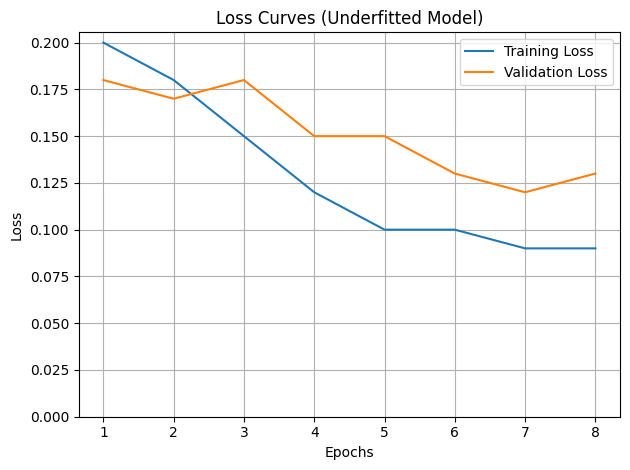 Loss Curves (Underfitted Model)
Training Loss
Validation Loss
0.200
0.175
0.150
0.125
0.100
0.075
0.050
0.025
0.000
Loss
1 2 3 4 5 6 7 8
Epochs